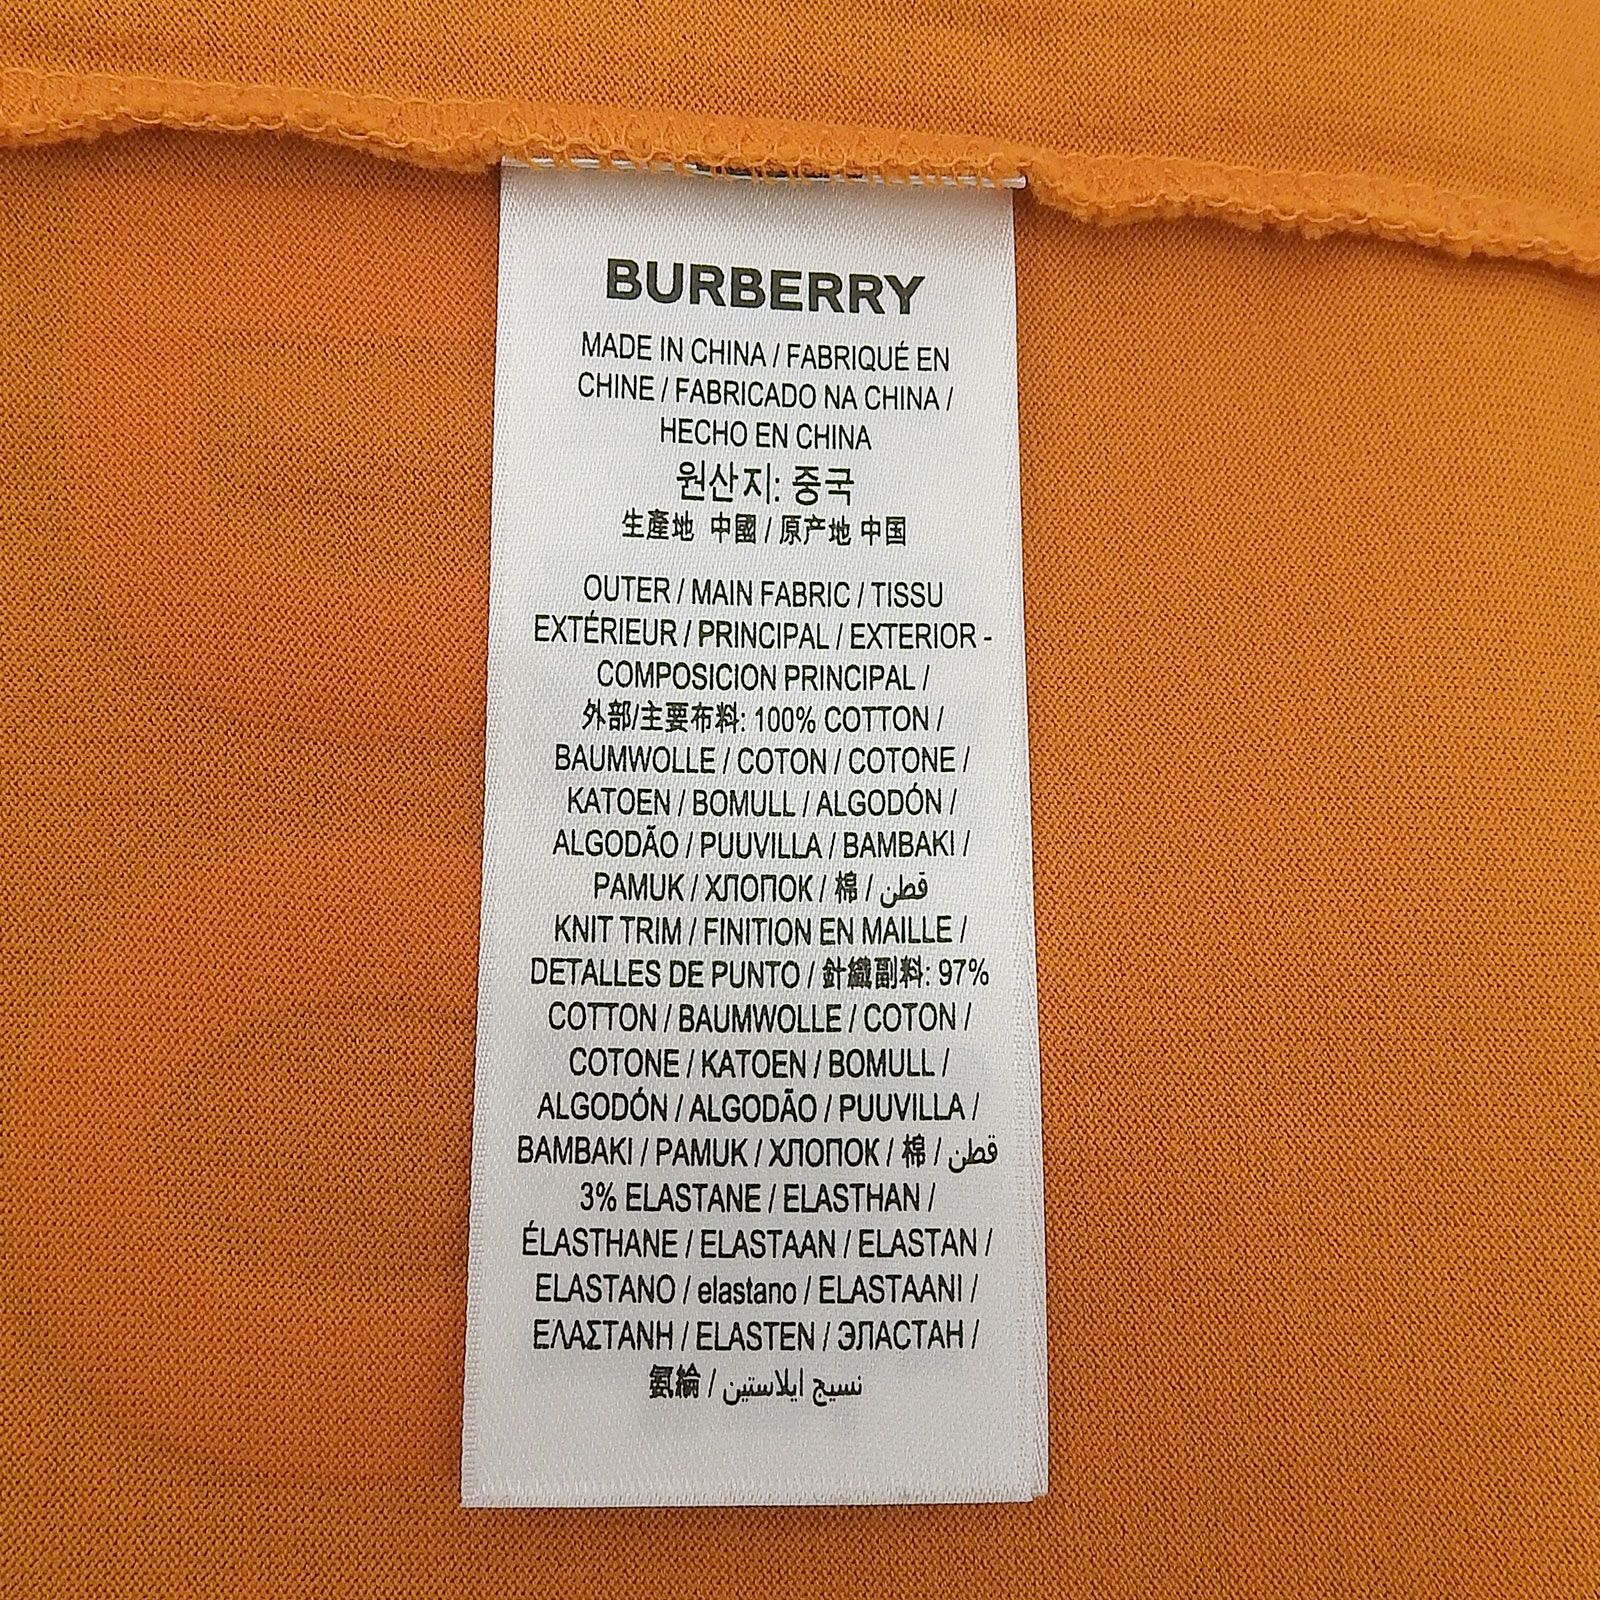 BURBERRY
MADE IN CHINA / FABRIQUÉ EN
CHINE / FABRICADO NA CHINA /
HECHO EN CHINA
원산지: 중국
生產地 中國 / 原产地 中国
OUTER / MAIN FABRIC / TISSU
EXTÉRIEUR / PRINCIPAL / EXTERIOR -
COMPOSICION PRINCIPAL /
外部/主要布料: 100% COTTON /
BAUMWOLLE / COTON / COTONE /
KATOEN / BOMULL / ALGODÓN /
ALGODÃO / PUUVILLA / BAMBAKI /
PAMUK / ХЛОПОК / 棉 / قطن
KNIT TRIM / FINITION EN MAILLE /
DETALLES DE PUNTO / 針織副料: 97%
COTTON / BAUMWOLLE / COTON /
COTONE / KATOEN / BOMULL /
ALGODÓN / ALGODÃO / PUUVILLA /
BAMBAKI / PAMUK / ХЛОПОК / 棉 / قطن
3% ELASTANE / ELASTHAN /
ÉLASTHANE / ELASTAAN / ELASTAN /
ELASTANO / elastano / ELASTAANI /
ΕΛΑΣΤΑΝΗ / ELASTEN / ЭЛАСТАН /
氨綸 / نسيج ايلاستين